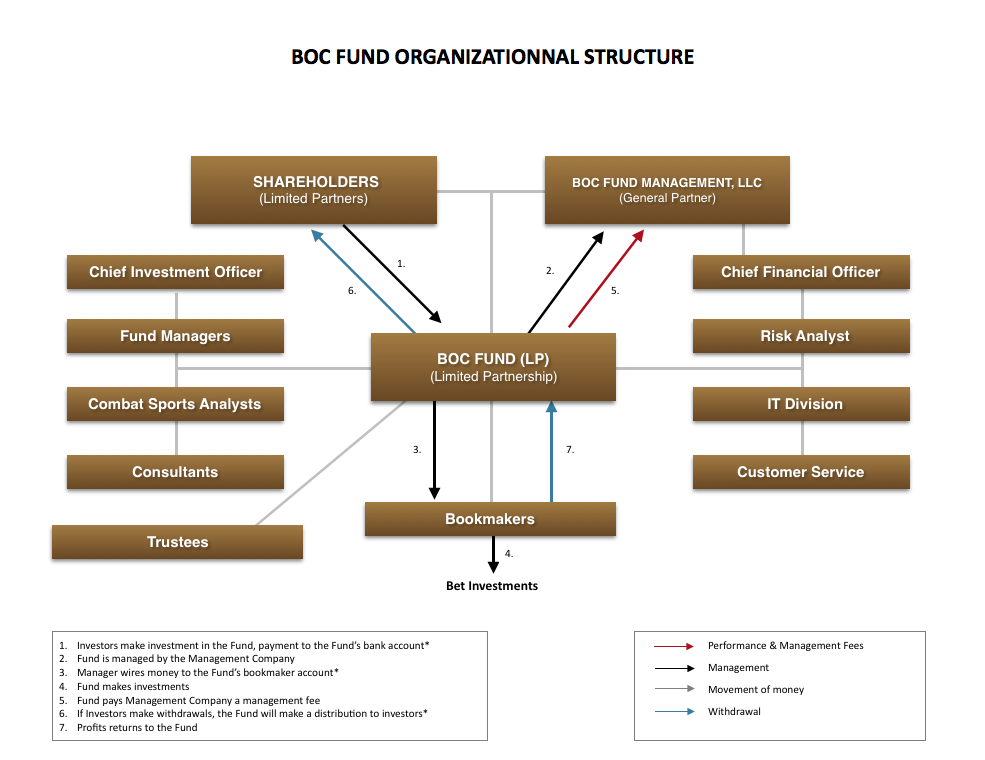 BOC FUND ORGANIZATIONNAL STRUCTURE
SHAREHOLDERS
(Limited Partners)
BOC FUND MANAGEMENT, LLC
(General Partner)
1.
6.
2.
5.
Chief Investment Officer
Chief Financial Officer
Fund Managers
Risk Analyst
BOC FUND (LP)
(Limited Partnership)
Combat Sports Analysts
IT Division
3.
7.
Consultants
Customer Service
Bookmakers
Trustees
4.
Bet Investments
1. Investors make investment in the Fund, payment to the Fund's bank account*
2. Fund is managed by the Management Company
3. Manager wires money to the Fund's bookmaker account*
4. Fund makes investments
5. Fund pays Management Company a management fee
6. If Investors make withdrawals, the Fund will make a distribution to investors*
7. Profits returns to the Fund
Performance & Management Fees
Management
Movement of money
Withdrawal